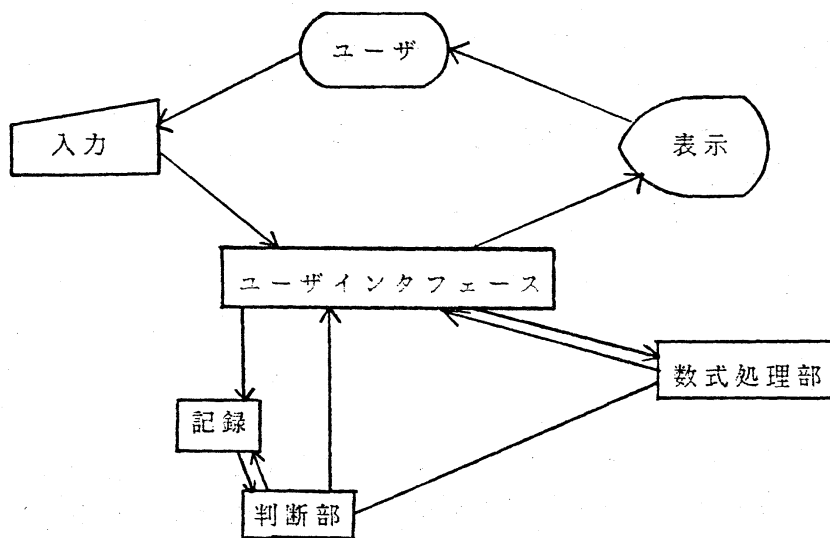 ユーザ
入力
表示
ユーザインタフェース
数式処理部
記録
判断部